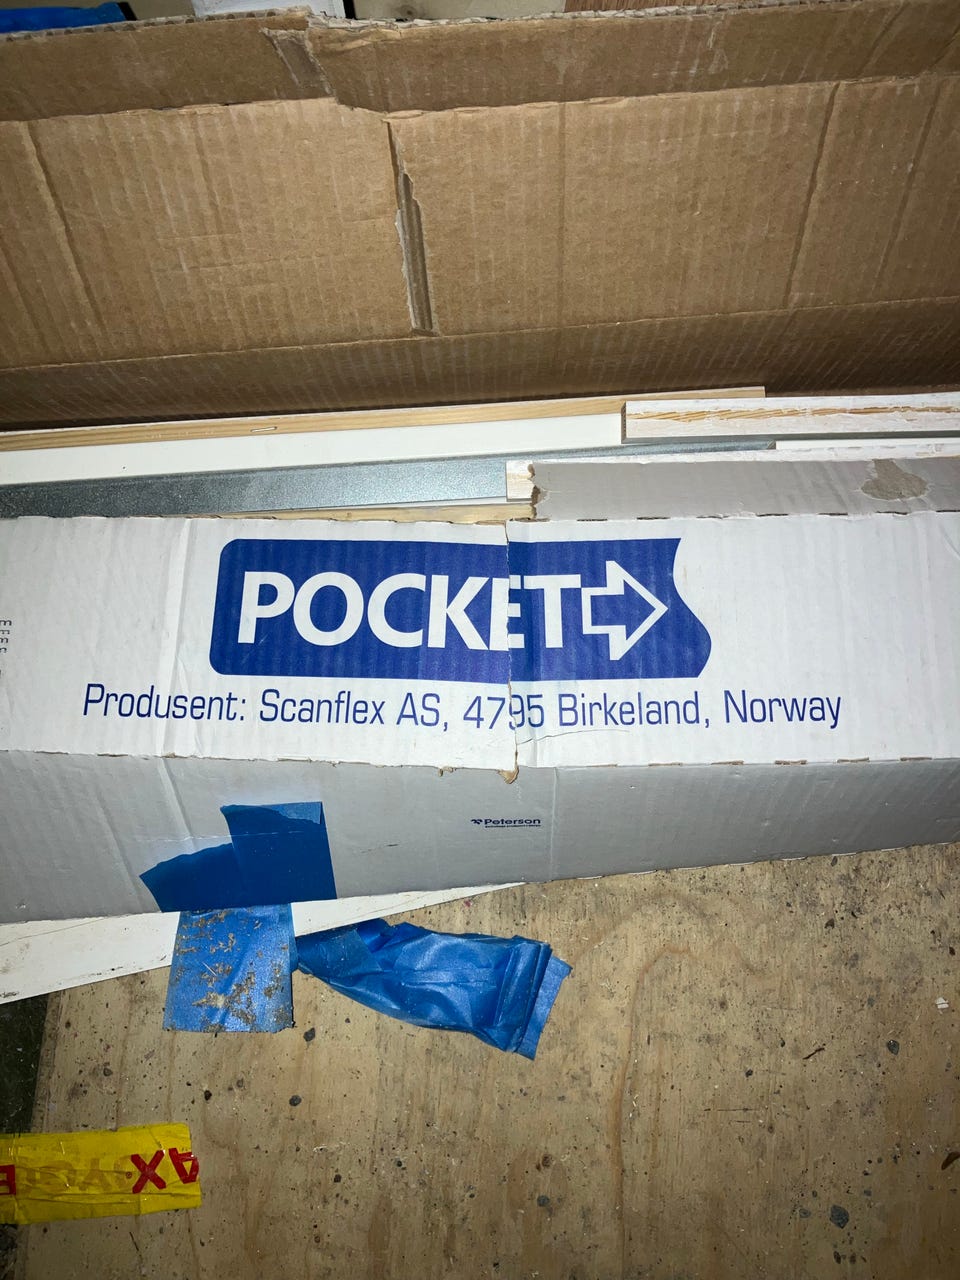 POCKET
Produsent: Scanflex AS, 4795 Birkeland, Norway
Peterson